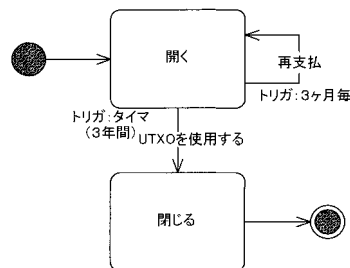 開く
再支払
トリガ:3ヶ月毎
トリガ:タイマ
(3年間)
UTXOを使用する
閉じる